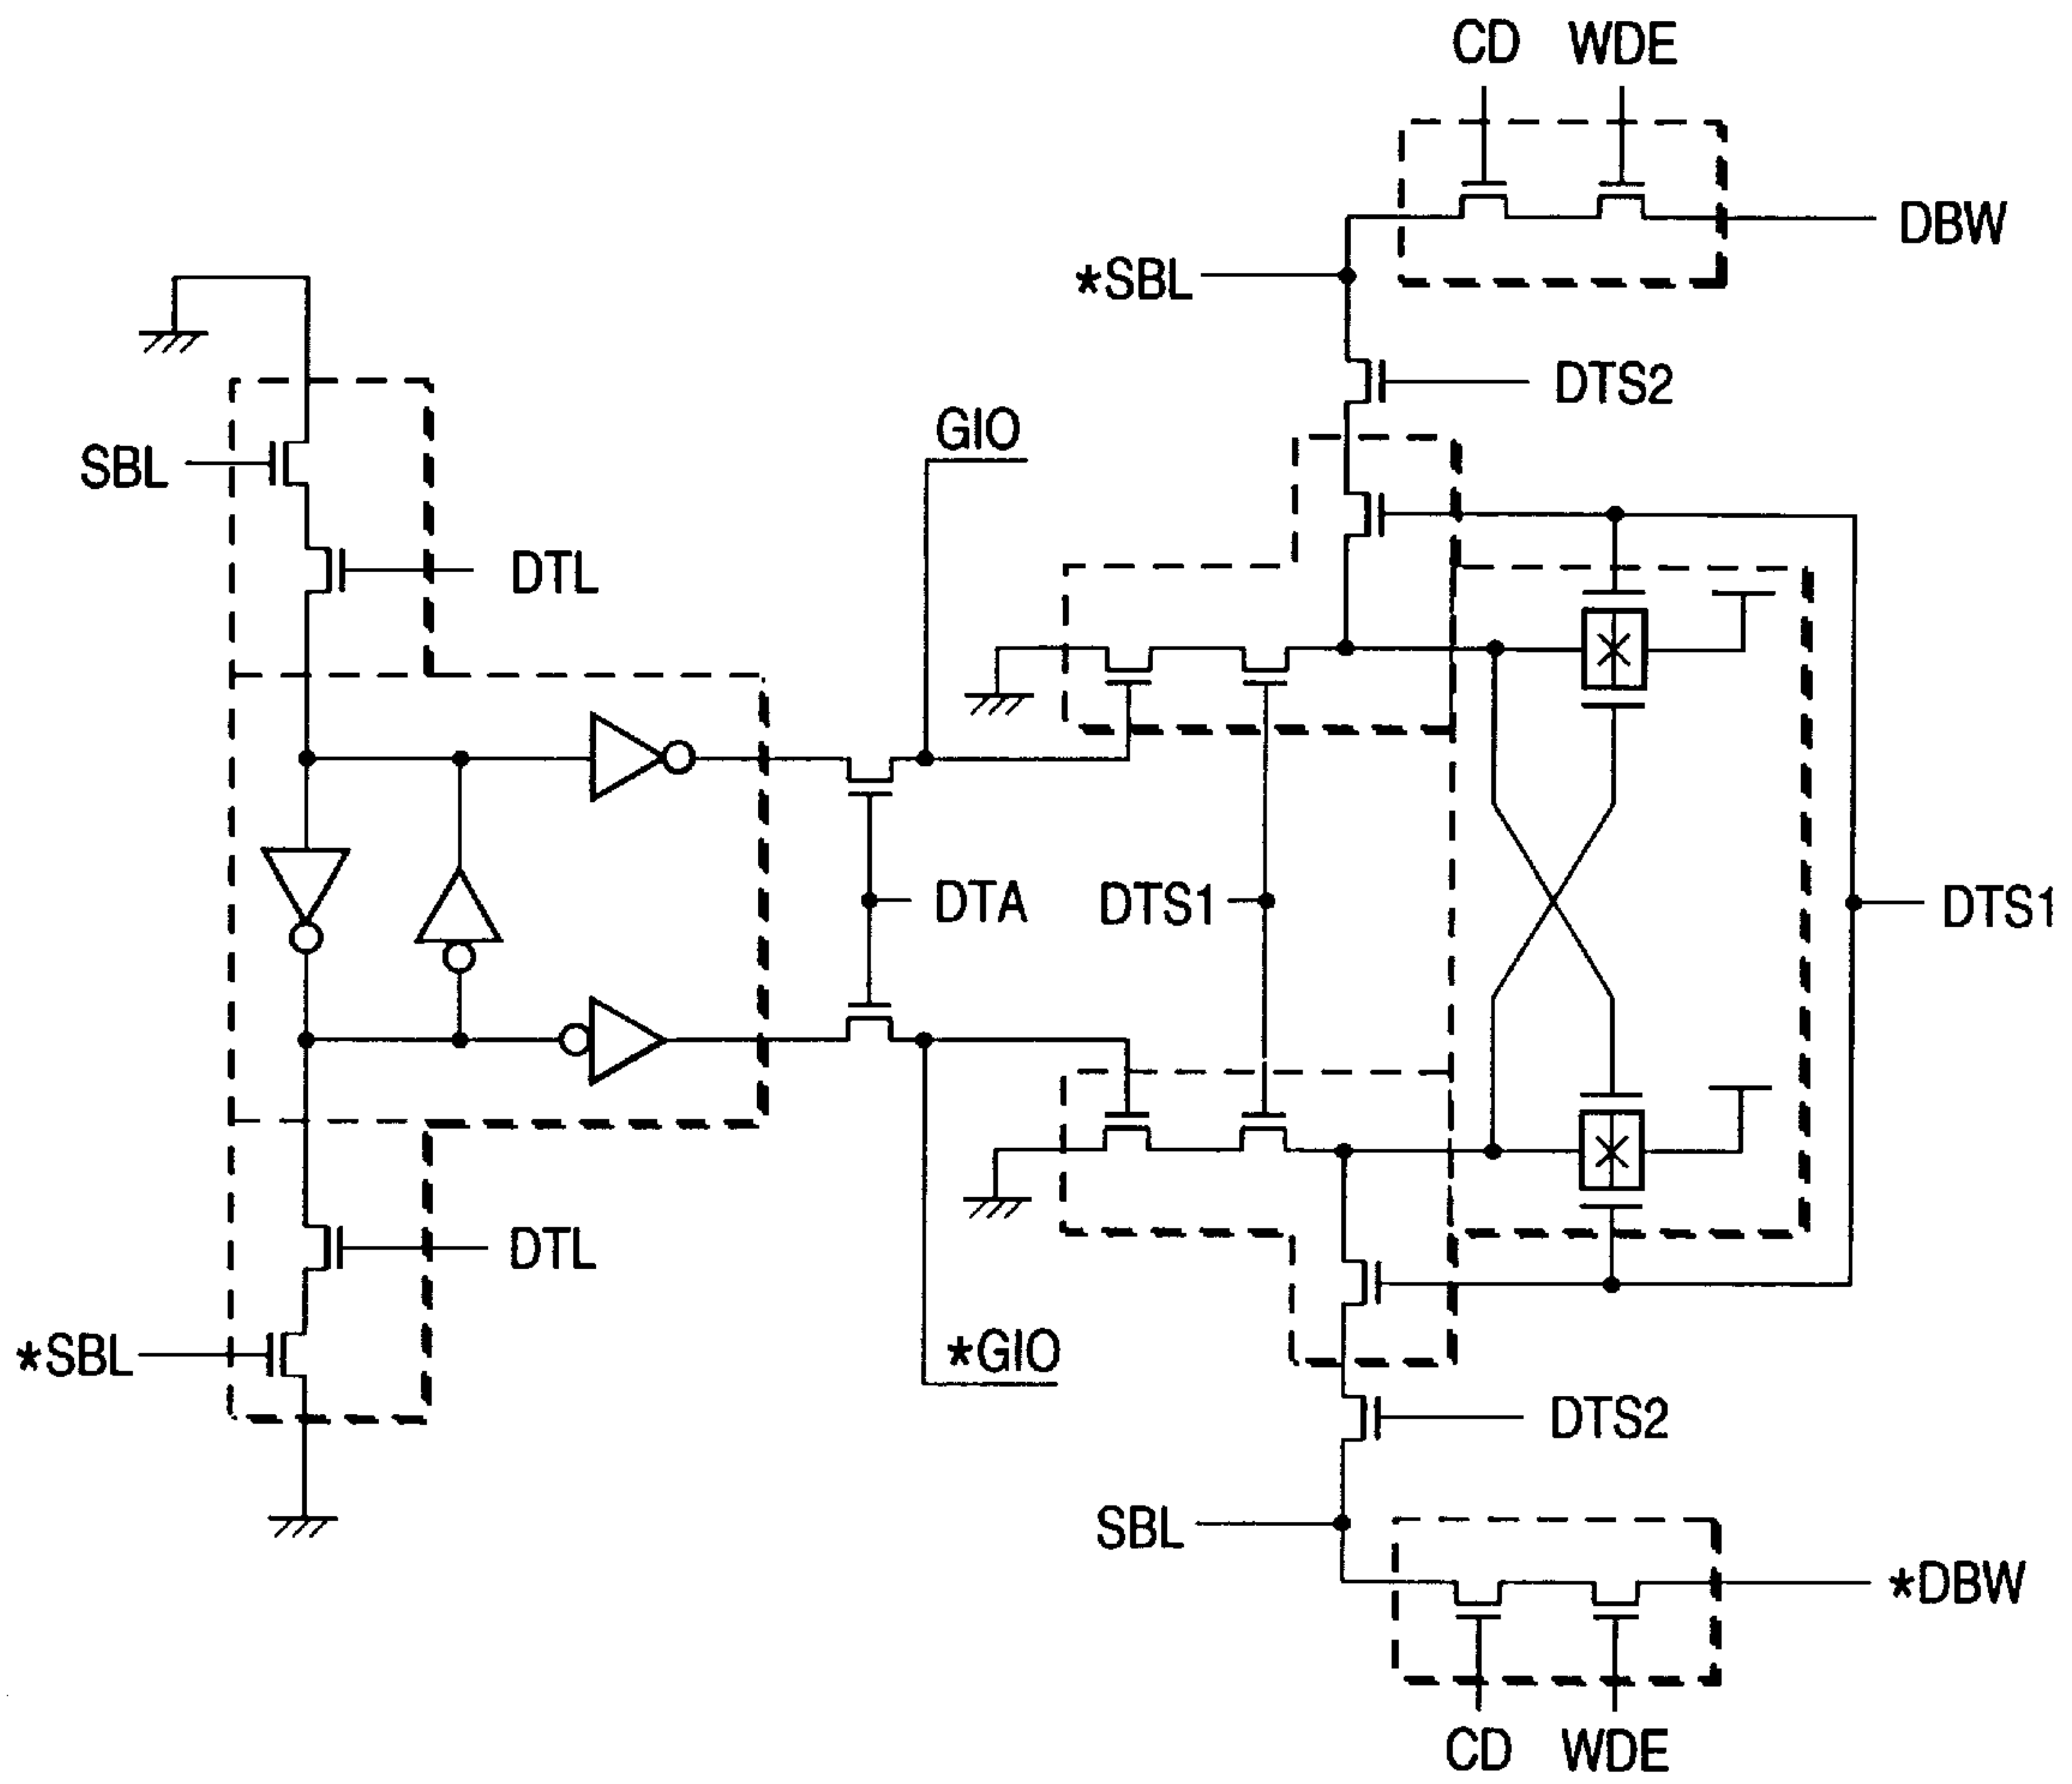 CD WDE
DBW
*SBL
DTS2
GIO
SBL
DTL
DTA
DTS1
DTS1
DTL
*GIO
*SBL
DTS2
SBL
*DBW
CD WDE